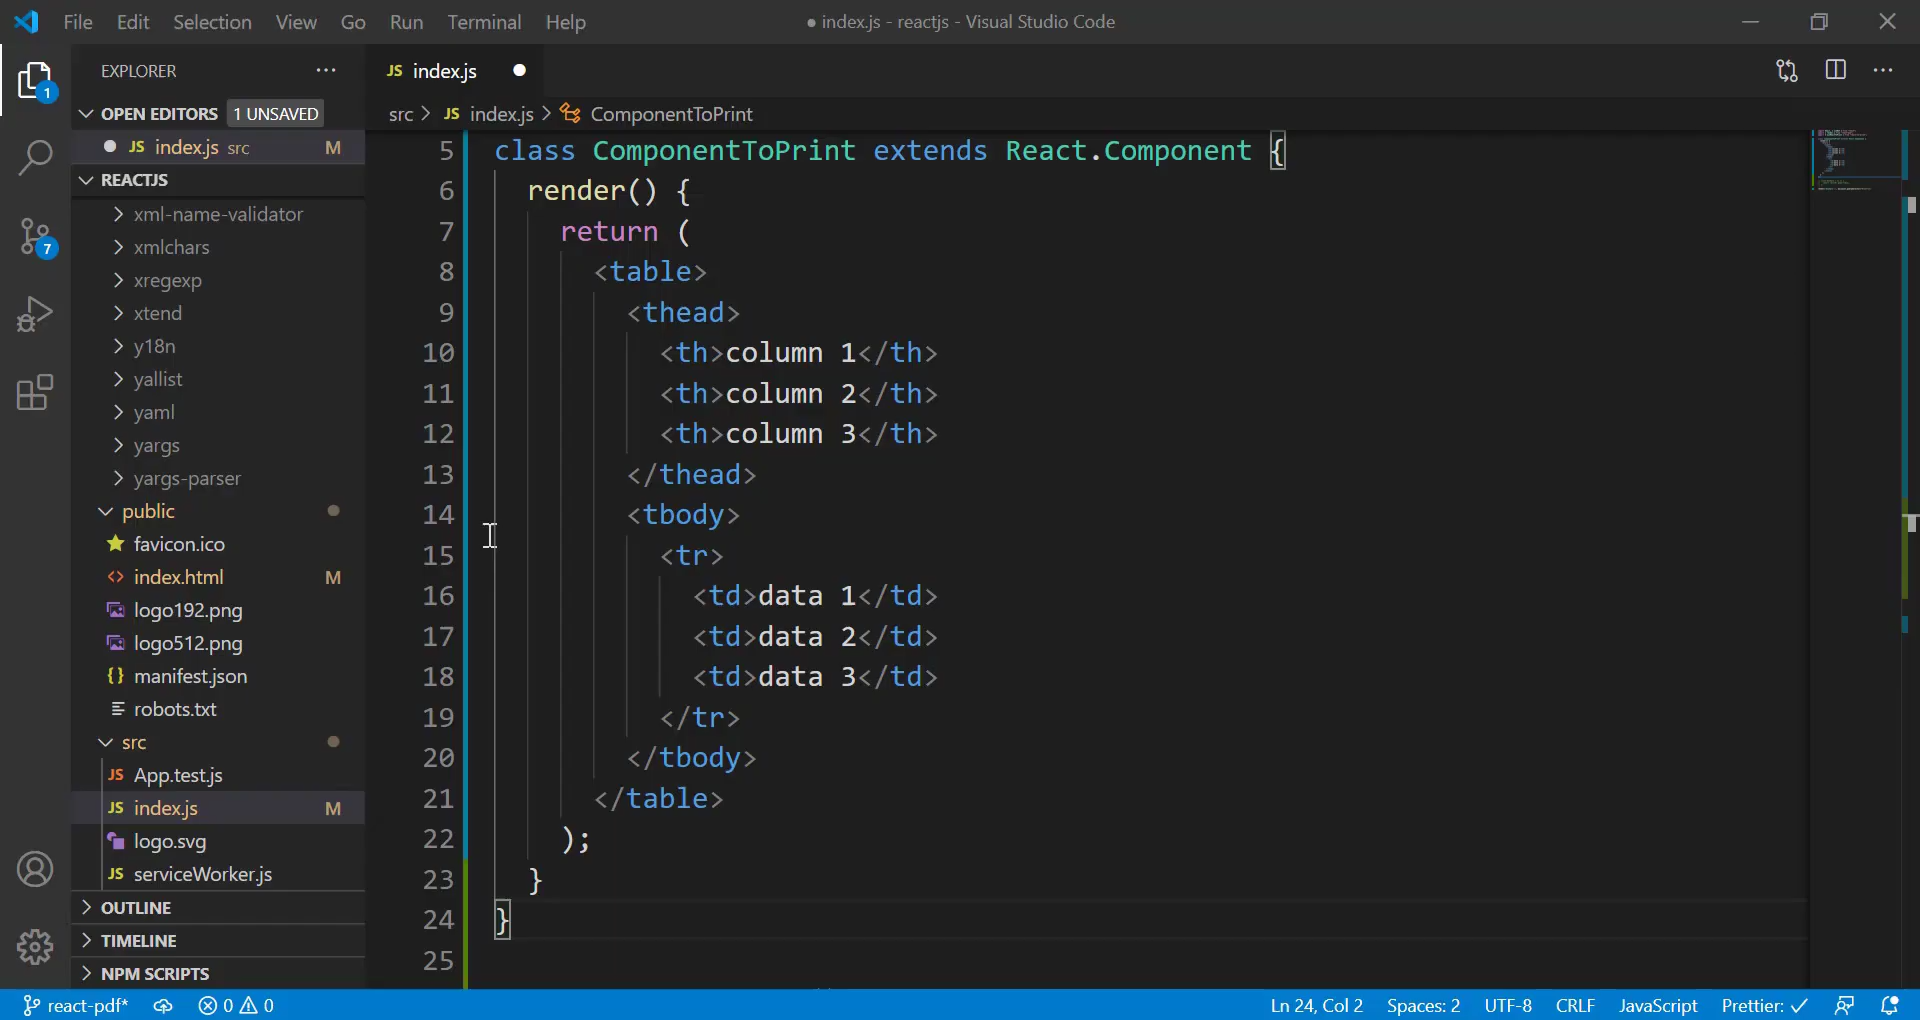 File Edit Selection View Go Run Terminal Help
● index.js - reactjs - Visual Studio Code
EXPLORER
OPEN EDITORS 1 UNSAVED
JS index.js src M
REACTJS
xml-name-validator
xmlchars
xregexp
xtend
y18n
yallist
yaml
yargs
yargs-parser
public
favicon.ico
index.html M
logo192.png
logo512.png
manifest.json
robots.txt
src
JS App.test.js
JS index.js M
logo.svg
JS serviceWorker.js
OUTLINE
TIMELINE
NPM SCRIPTS
1
7
JS index.js
src > JS index.js > ComponentToPrint
5 class ComponentToPrint extends React.Component {
6 render() {
7 return (
8 <table>
9 <thead>
10 <th>column 1</th>
11 <th>column 2</th>
12 <th>column 3</th>
13 </thead>
14 <tbody>
15 <tr>
16 <td>data 1</td>
17 <td>data 2</td>
18 <td>data 3</td>
19 </tr>
20 </tbody>
21 </table>
22 );
23 }
24 }
25
react-pdf* 0 0 Ln 24, Col 2 Spaces: 2 UTF-8 CRLF JavaScript Prettier: ✓